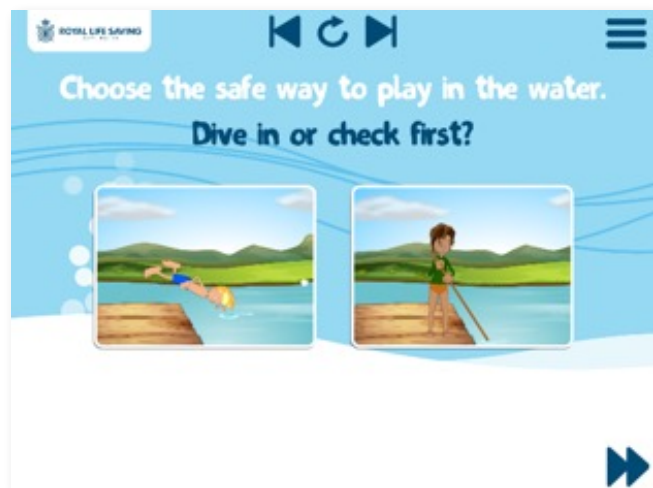 ROYAL LIFE SAVING
Choose the safe way to play in the water.
Dive in or check first?